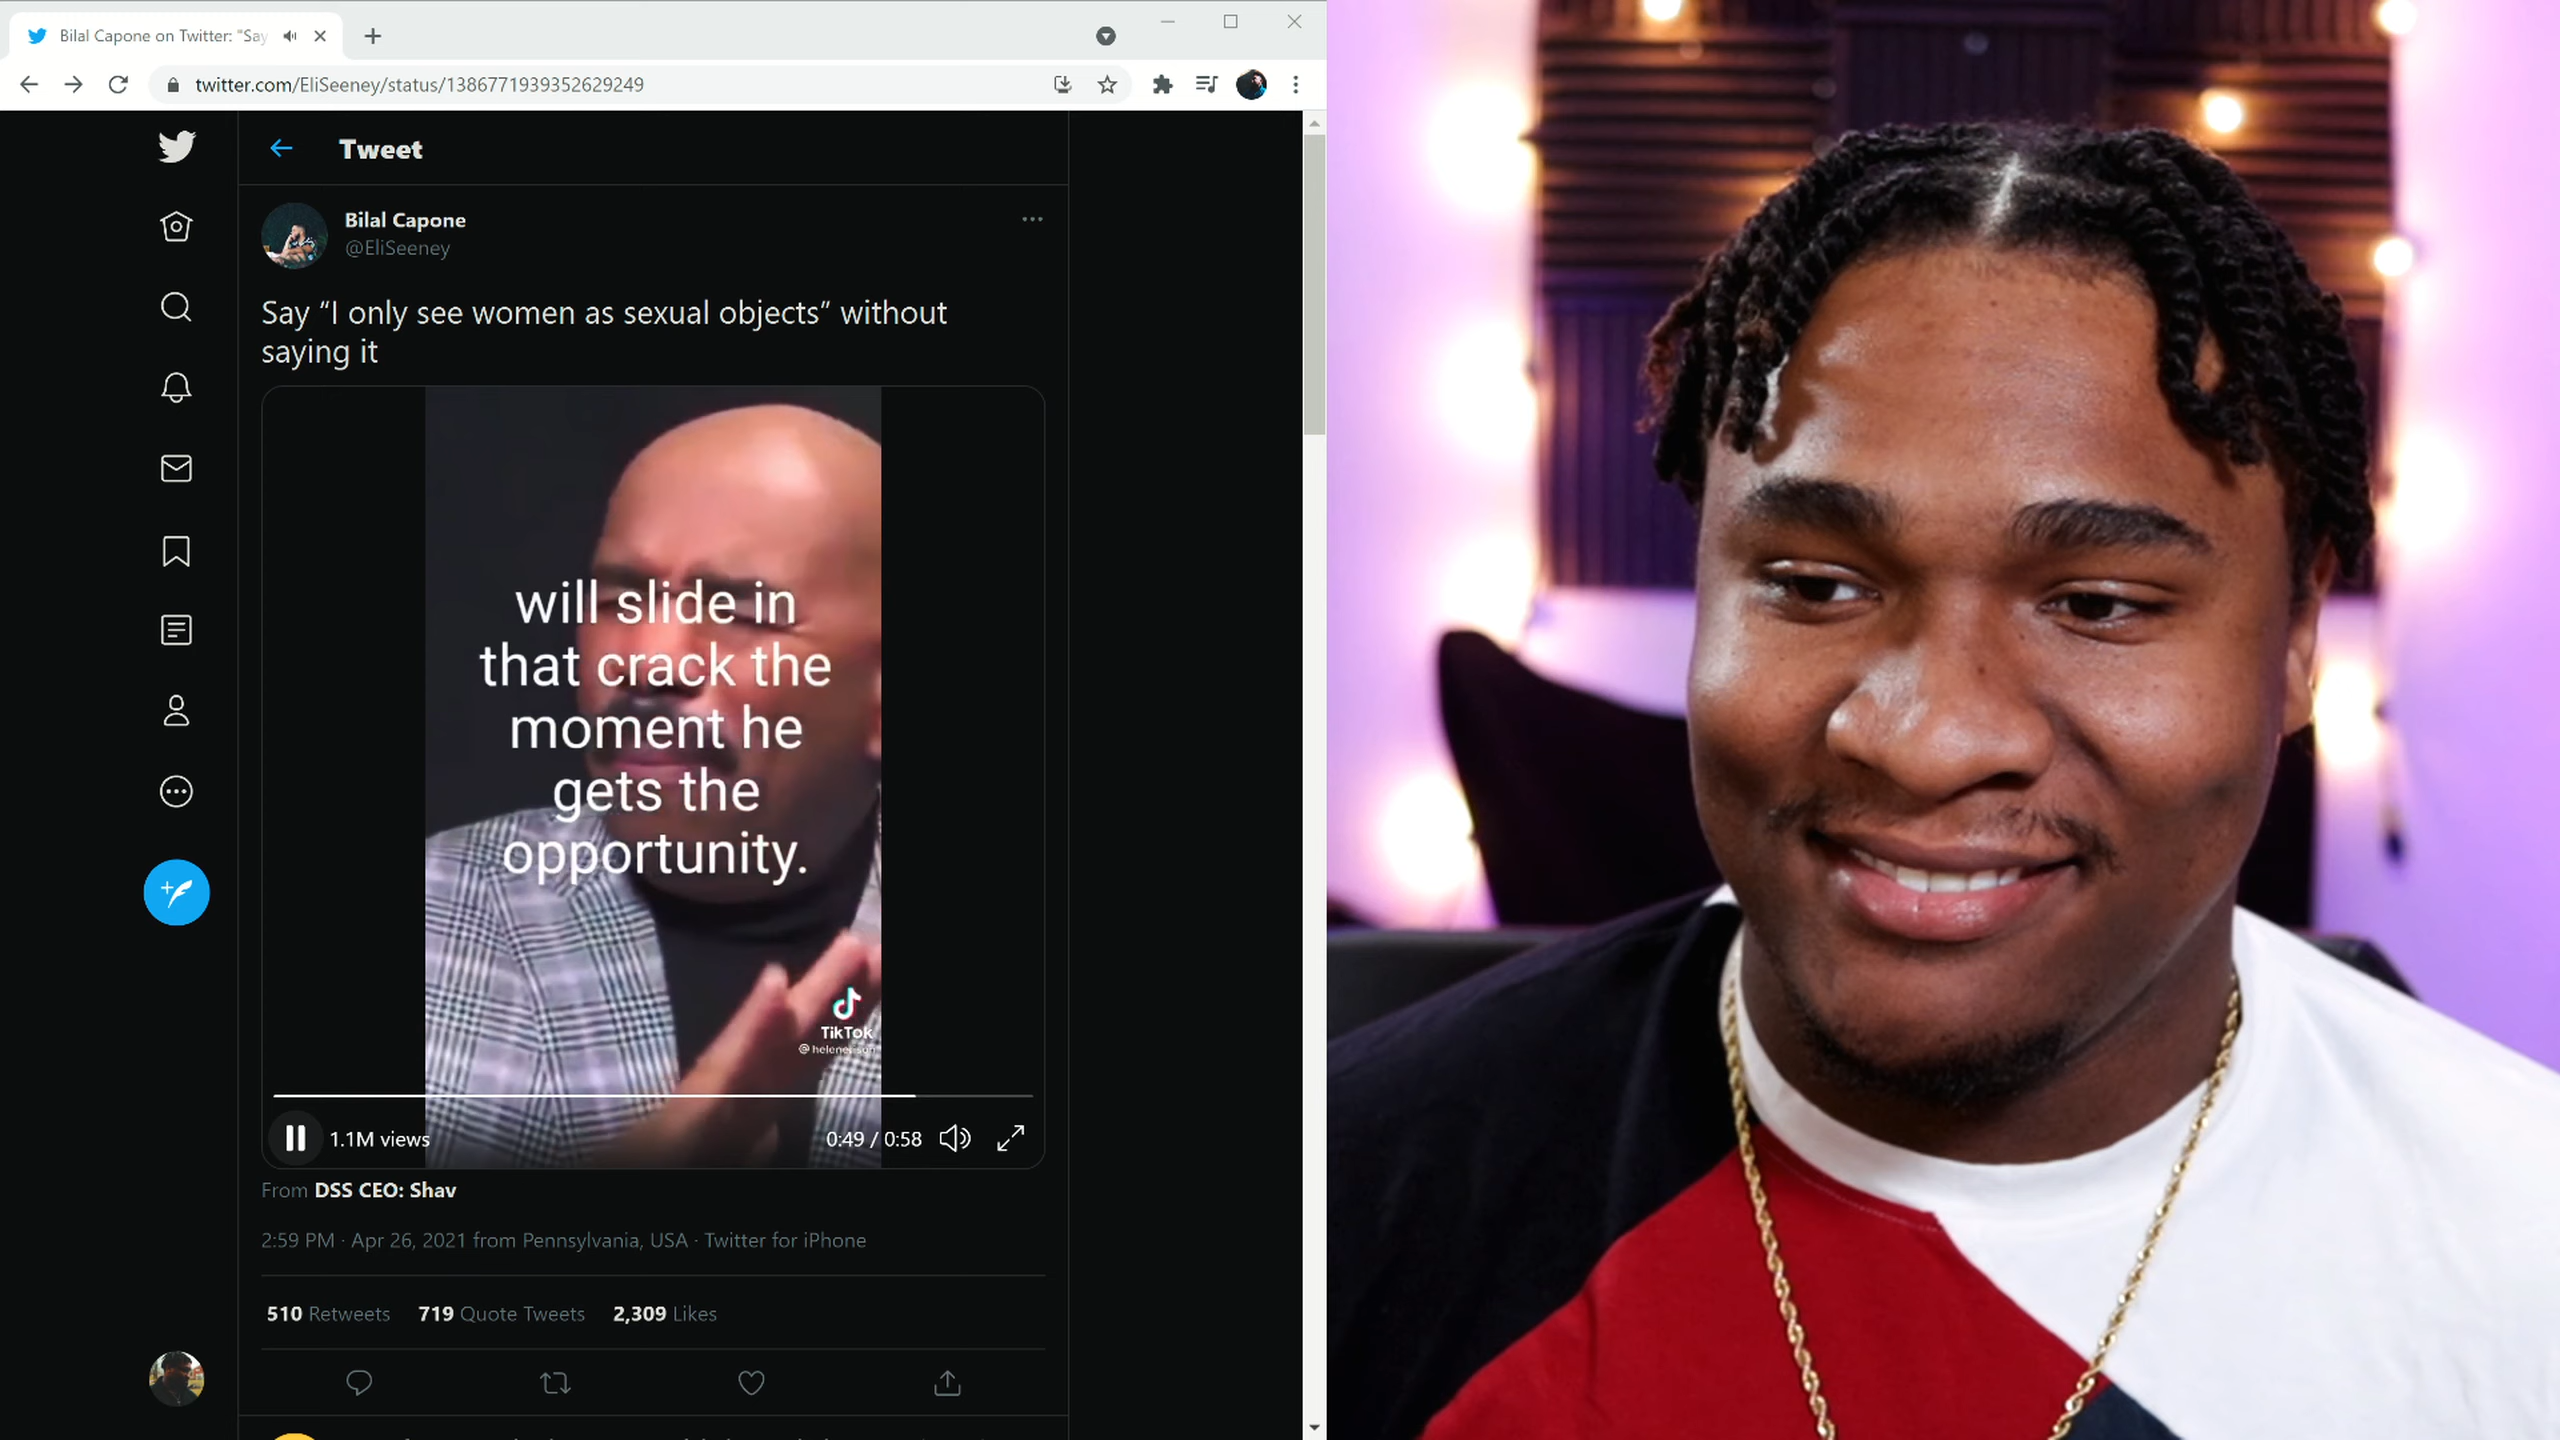 Bilal Capone on Twitter: "Say
twitter.com/EliSeeney/status/1386771939352629249
Tweet
Bilal Capone
@EliSeeney
Say “I only see women as sexual objects” without
saying it
will slide in
that crack the
moment he
gets the
opportunity.
TikTok
1.1M views
0:49 / 0:58
From DSS CEO: Shav
2:59 PM · Apr 26, 2021 from Pennsylvania, USA · Twitter for iPhone
510 Retweets 719 Quote Tweets 2,309 Likes